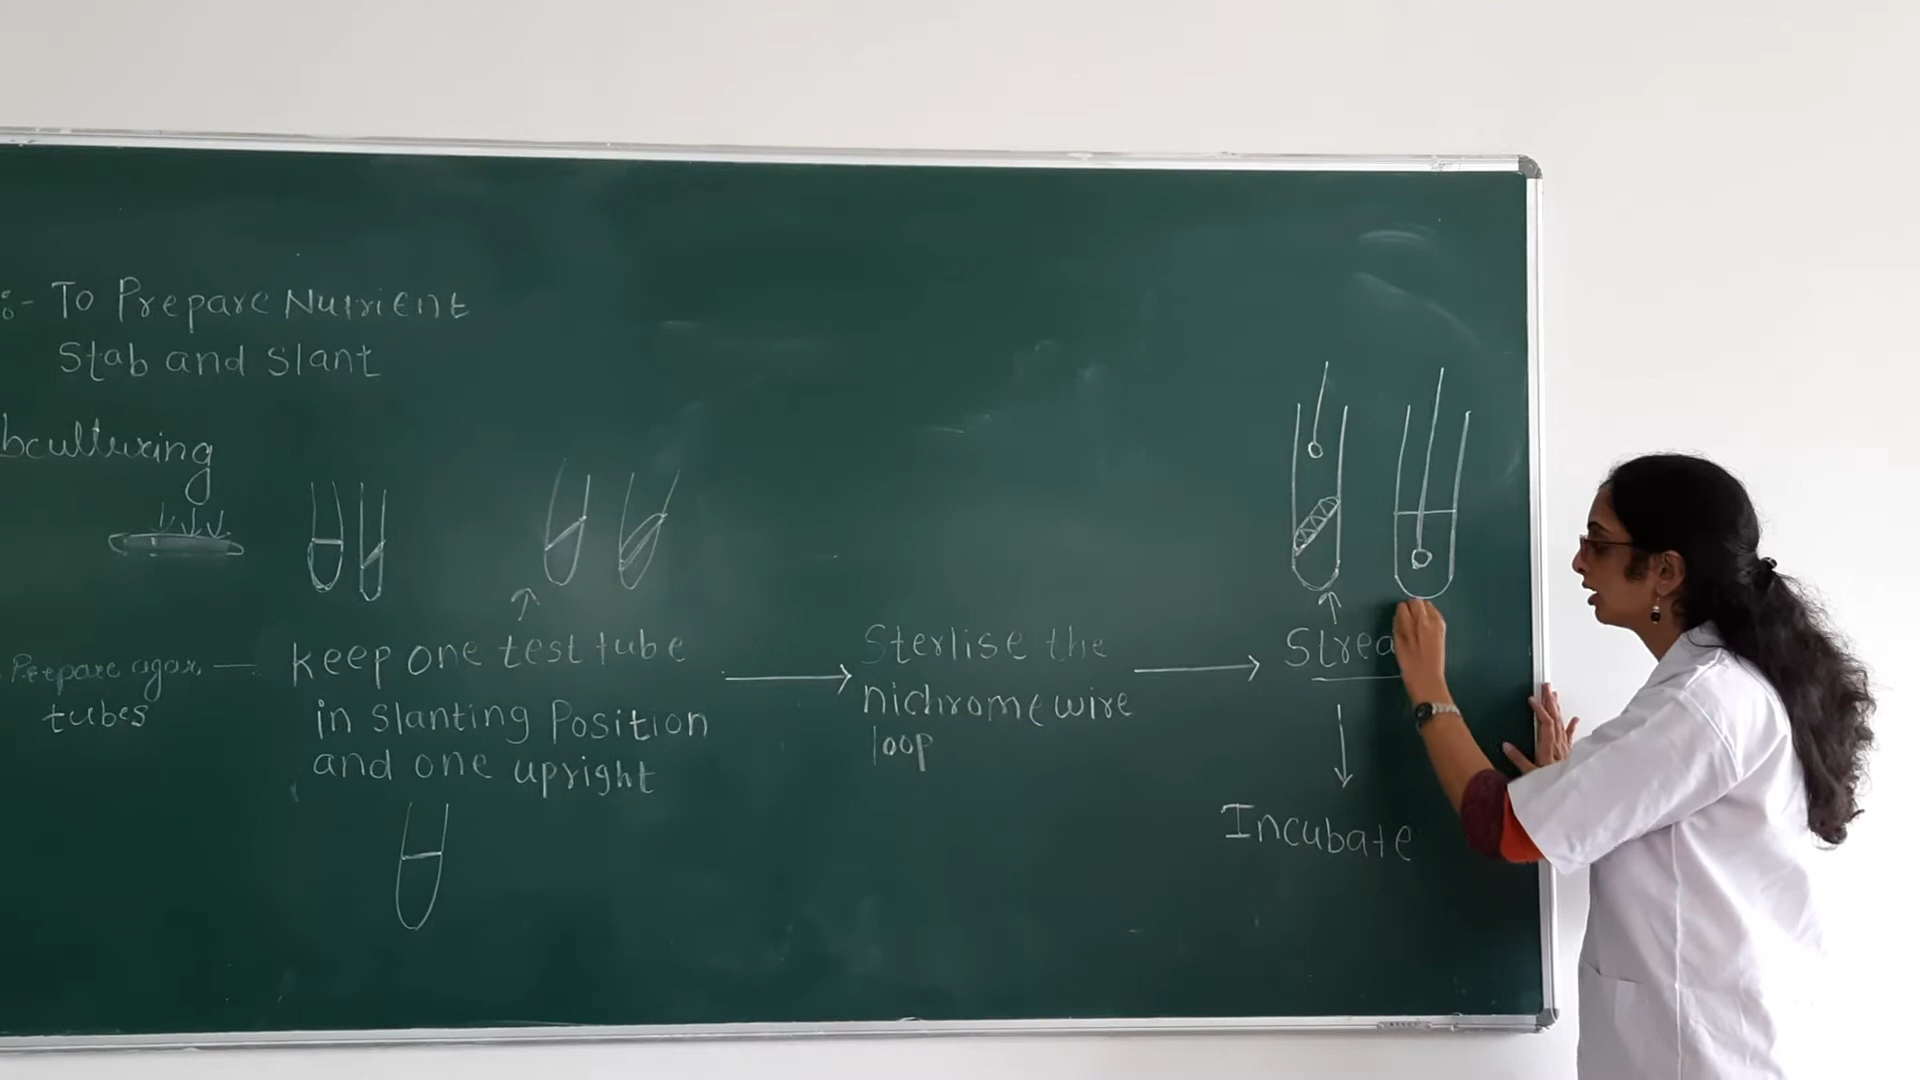 :- To Prepare Nutrient
Stab and Slant
bculturing
Prepare agar
tubes
keep one test tube
in slanting Position
and one upright
Sterlise the
nichrome wire
loop
Strea
Incubate